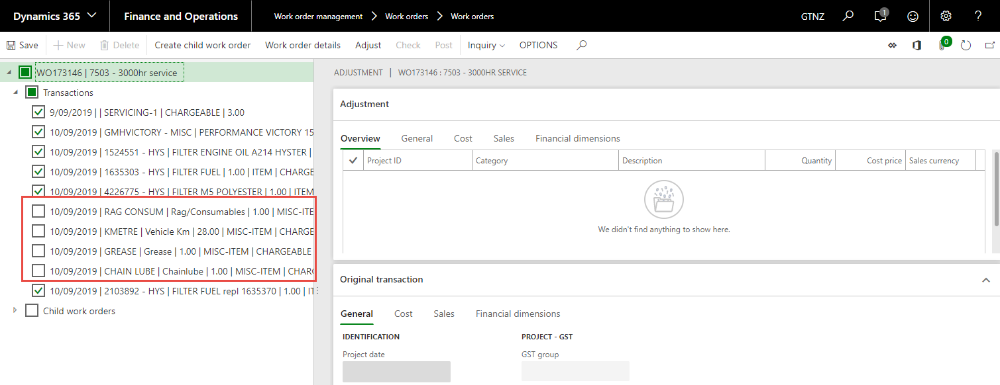 Dynamics 365 Finance and Operations Work order management Work orders Work orders GTNZ 1 ?
Save New Delete Create child work order Work order details Adjust Check Post Inquiry OPTIONS 0
WO173146 | 7503 - 3000hr service
Transactions
9/09/2019 | | SERVICING-1 | CHARGEABLE | 3.00
10/09/2019 | GMHVICTORY - MISC | PERFORMANCE VICTORY 15
10/09/2019 | 1524551 - HYS | FILTER ENGINE OIL A214 HYSTER |
10/09/2019 | 1635303 - HYS | FILTER FUEL | 1.00 | ITEM | CHARGE
10/09/2019 | 4226775 - HYS | FILTER M5 POLYESTER | 1.00 | ITEM
10/09/2019 | RAG CONSUM | Rag/Consumables | 1.00 | MISC-ITE
10/09/2019 | KMETRE | Vehicle Km | 28.00 | MISC-ITEM | CHARGE
10/09/2019 | GREASE | Grease | 1.00 | MISC-ITEM | CHARGEABLE
10/09/2019 | CHAIN LUBE | Chainlube | 1.00 | MISC-ITEM | CHARG
10/09/2019 | 2103892 - HYS | FILTER FUEL repl 1635370 | 1.00 | IT
Child work orders
ADJUSTMENT | WO173146 : 7503 - 3000HR SERVICE
Adjustment
Overview General Cost Sales Financial dimensions
Project ID Category Description Quantity Cost price Sales currency
We didn't find anything to show here.
Original transaction
General Cost Sales Financial dimensions
IDENTIFICATION PROJECT - GST
Project date GST group